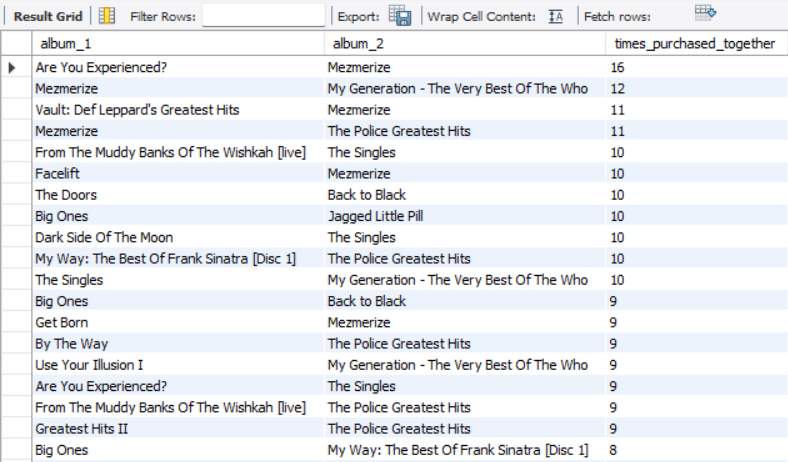 Result Grid Filter Rows: Export: Wrap Cell Content: Fetch rows:
album_1 album_2 times_purchased_together
Are You Experienced? Mezmerize 16
Mezmerize My Generation - The Very Best Of The Who 12
Vault: Def Leppard's Greatest Hits Mezmerize 11
Mezmerize The Police Greatest Hits 11
From The Muddy Banks Of The Wishkah [live] The Singles 10
Facelift Mezmerize 10
The Doors Back to Black 10
Big Ones Jagged Little Pill 10
Dark Side Of The Moon The Singles 10
My Way: The Best Of Frank Sinatra [Disc 1] The Police Greatest Hits 10
The Singles My Generation - The Very Best Of The Who 10
Big Ones Back to Black 9
Get Born Mezmerize 9
By The Way The Police Greatest Hits 9
Use Your Illusion I My Generation - The Very Best Of The Who 9
Are You Experienced? The Singles 9
From The Muddy Banks Of The Wishkah [live] The Police Greatest Hits 9
Greatest Hits II The Police Greatest Hits 9
Big Ones My Way: The Best Of Frank Sinatra [Disc 1] 8